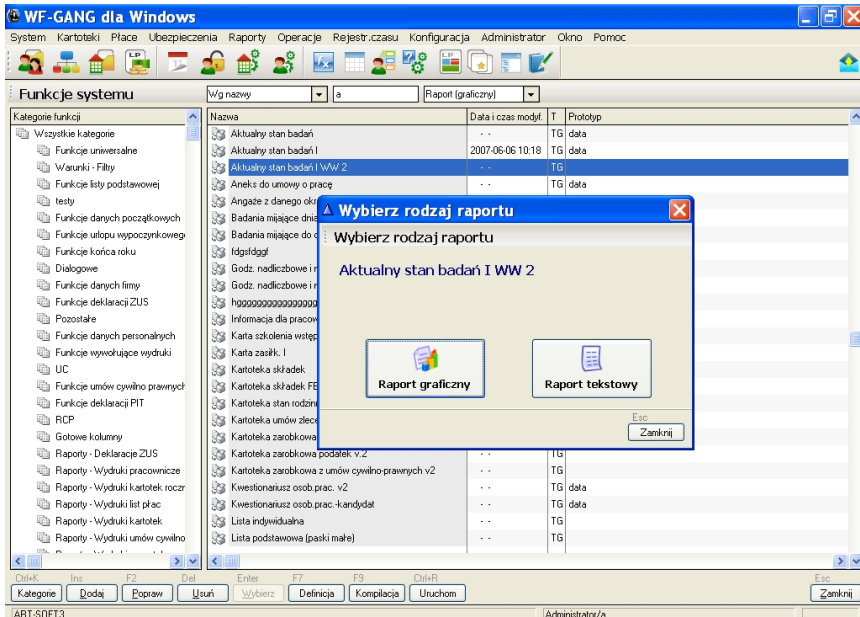 WF-GANG dla Windows
System Kartoteki Płace Ubezpieczenia Raporty Operacje Rejestr.czasu Konfiguracja Administrator Okno Pomoc
Funkcje systemu Wg nazwy a Raport (graficzny)
Kategorie funkcji Nazwa Data i czas modyf. T Prototyp
Wszystkie kategorie Aktualny stan badań - - TG data
Funkcje uniwersalne Aktualny stan badań I 2007-06-06 10:18 TG data
Warunki - Filtry Aktualny stan badań I WW 2 - - TG
Funkcje listy podstawowej Aneks do umowy o pracę - - TG data
testy Angaże z danego okr
Funkcje danych początkowych Badania mijające dnia
Funkcje urlopu wypoczynkoweg Badania mijające do d
Funkcje końca roku fdgsfdggf
Dialogowe Godz. nadliczbowe i r
Funkcje danych firmy Godz. nadliczbowe i r
Funkcje deklaracji ZUS
Pozostałe Informacja dla pracow
Funkcje danych personalnych Karta szkolenia wstęp
Funkcje wywołujące wydruki Karta zasiłk. I
UC Kartoteka składek
Funkcje umów cywilno prawnych Kartoteka składek FE
Funkcje deklaracji PIT Kartoteka stan rodzinn
RCP Kartoteka umów zlece
Gotowe kolumny Kartoteka zarobkowa
Raporty - Deklaracje ZUS Kartoteka zarobkowa podatek v.2 - - TG
Raporty - Wydruki pracownicze Kartoteka zarobkowa z umów cywilno-prawnych v2 - - TG
Raporty - Wydruki kartotek roczn Kwestionariusz osob.prac. v2 - - TG data
Raporty - Wydruki list płac Kwestionariusz osob.prac.-kandydat - - TG data
Raporty - Wydruki kartotek Lista indywidualna - - TG
Raporty - Wydruki umów cywilno Lista podstawowa (paski małe) - - TG
Wybierz rodzaj raportu
Wybierz rodzaj raportu
Aktualny stan badań I WW 2
Raport graficzny Raport tekstowy
Esc
Zamknij
Ctrl+K Ins F2 Del Enter F7 F9 Ctrl+R Esc
Kategorie Dodaj Popraw Usuń Wybierz Definicja Kompilacja Uruchom Zamknij
ART-SOFT3 Administrator/a